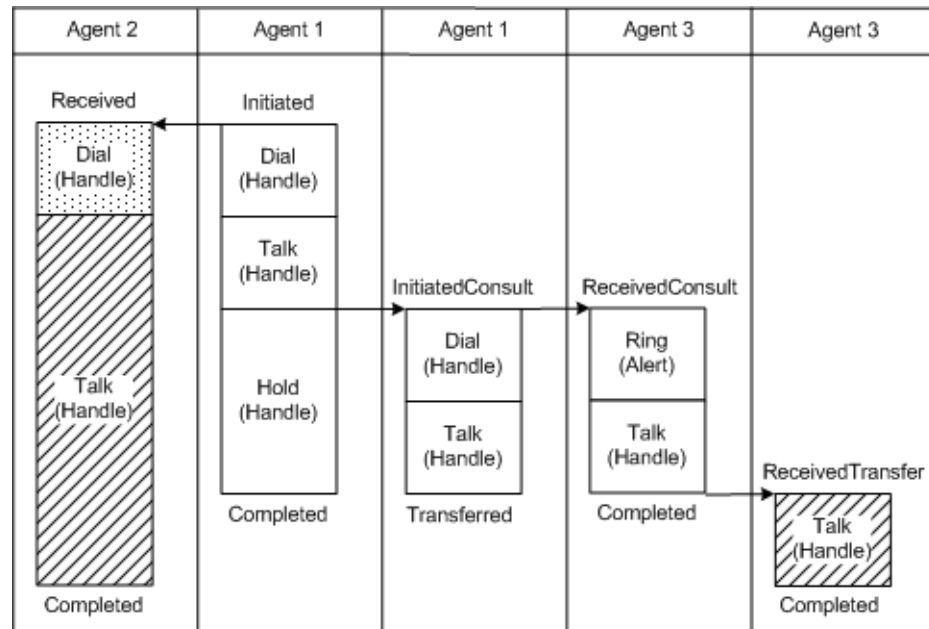 Agent 2
Agent 1
Agent 1
Agent 3
Agent 3
Received
Dial
(Handle)
Talk
(Handle)
Completed
Initiated
Dial
(Handle)
Talk
(Handle)
Hold
(Handle)
Completed
InitiatedConsult
Dial
(Handle)
Talk
(Handle)
Transferred
ReceivedConsult
Ring
(Alert)
Talk
(Handle)
Completed
ReceivedTransfer
Talk
(Handle)
Completed